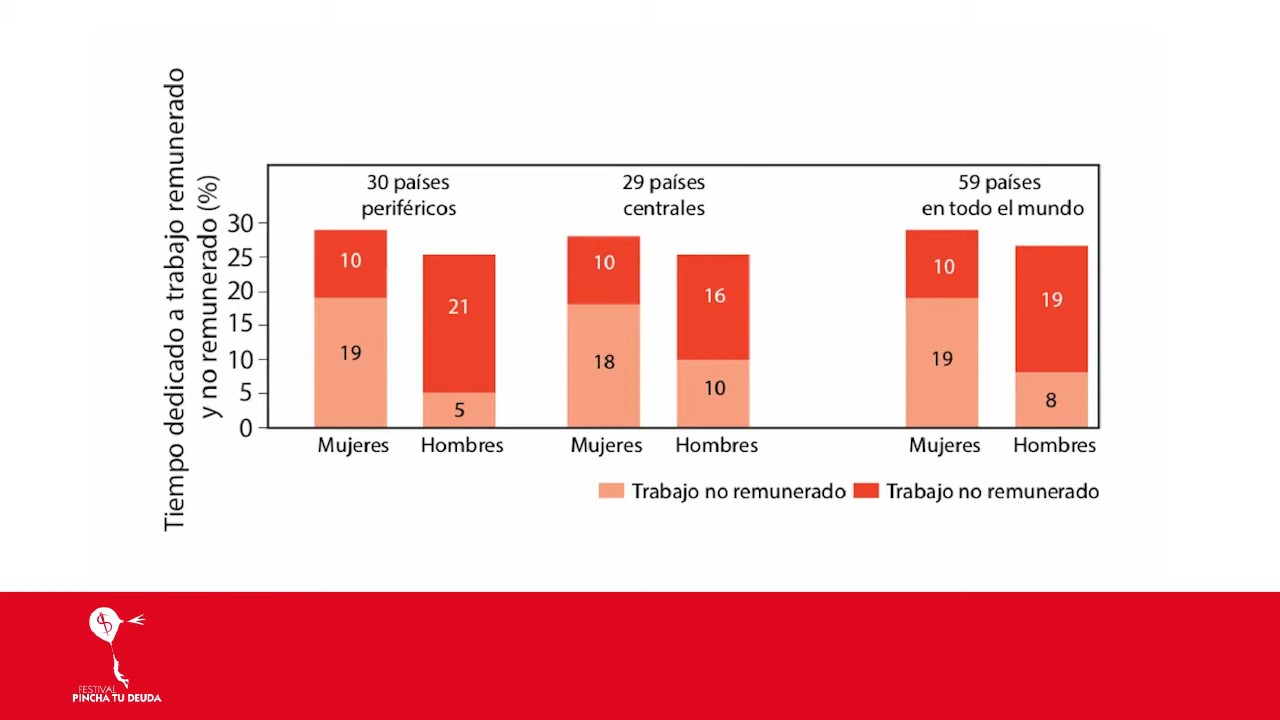 Tiempo dedicado a trabajo remunerado
y no remunerado (%)
30 países
periféricos
29 países
centrales
59 países
en todo el mundo
30
25
20
15
10
5
0
10
19
21
5
10
18
16
10
10
19
19
8
Mujeres
Hombres
Mujeres
Hombres
Mujeres
Hombres
Trabajo no remunerado
Trabajo no remunerado
$
FESTIVAL
PINCHA TU DEUDA